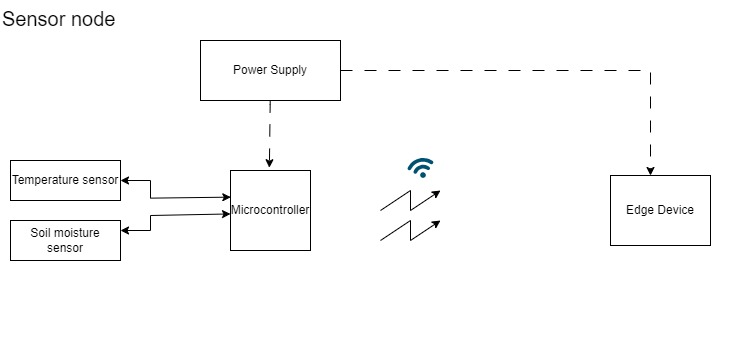 Sensor node
Power Supply
Temperature sensor
Microcontroller
Edge Device
Soil moisture
sensor